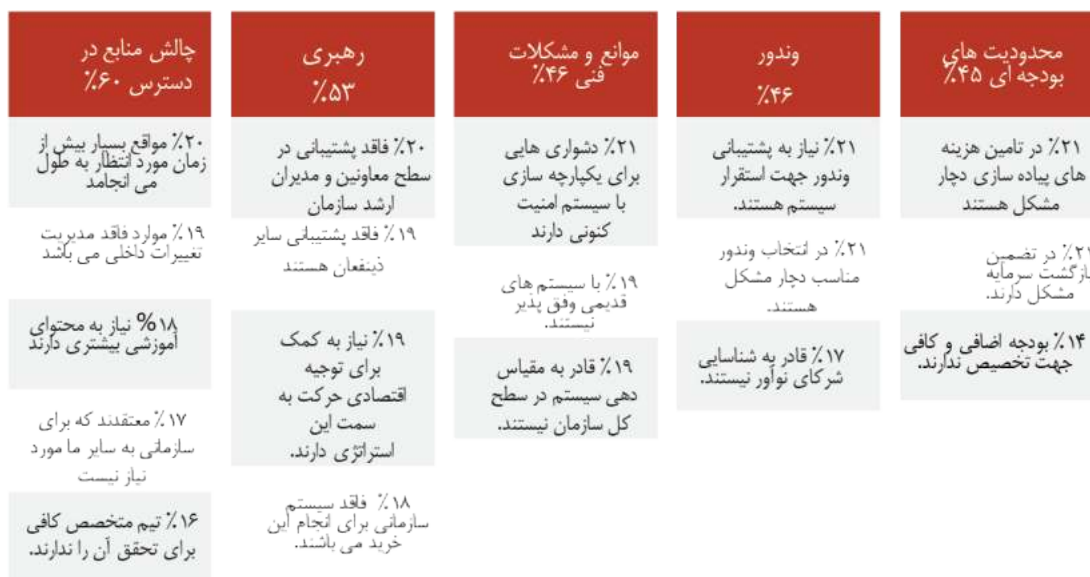 محدودیت های
بودجه ای ۴۵٪
۲۱٪ در تامین هزینه
های پیاده سازی دچار
مشکل هستند
۲۱٪ در تضمین
بازگشت سرمایه
مشکل دارند.
۱۴٪ بودجه اضافی و کافی
جهت تخصیص ندارند.
وندور
۴۶٪
۲۱٪ نیاز به پشتیبانی
وندور جهت استقرار
سیستم هستند.
۲۱٪ در انتخاب وندور
مناسب دچار مشکل
هستند.
۱۷٪ قادر به شناسایی
شرکای نوآور نیستند.
موانع و مشکلات
فنی ۴۶٪
۲۱٪ دشواری هایی
برای یکپارچه سازی
با سیستم امنیت
کنونی دارند
۱۹٪ با سیستم های
قدیمی وفق پذیر
نیستند.
۱۹٪ قادر به مقیاس
دهی سیستم در سطح
کل سازمان نیستند.
رهبری
۵۳٪
۲۰٪ فاقد پشتیبانی در
سطح معاونین و مدیران
ارشد سازمان
۱۹٪ فاقد پشتیبانی سایر
ذینفعان هستند
۱۹٪ نیاز به کمک
برای توجیه
اقتصادی حرکت به
سمت این
استراتژی دارند.
۱۸٪ فاقد سیستم
سازمانی برای انجام این
خرید می باشند.
چالش منابع در
دسترس ۶۰٪
۲۰٪ مواقع بسیار بیش از
زمان مورد انتظار به طول
می انجامد
۱۹٪ موارد فاقد مدیریت
تغییرات داخلی می باشد
۱۸% نیاز به محتوای
آموزشی بیشتری دارند
۱۷٪ معتقدند که برای
سازمانی به سایر ما مورد
نیاز نیست
۱۶٪ تیم متخصص کافی
برای تحقق آن را ندارند.